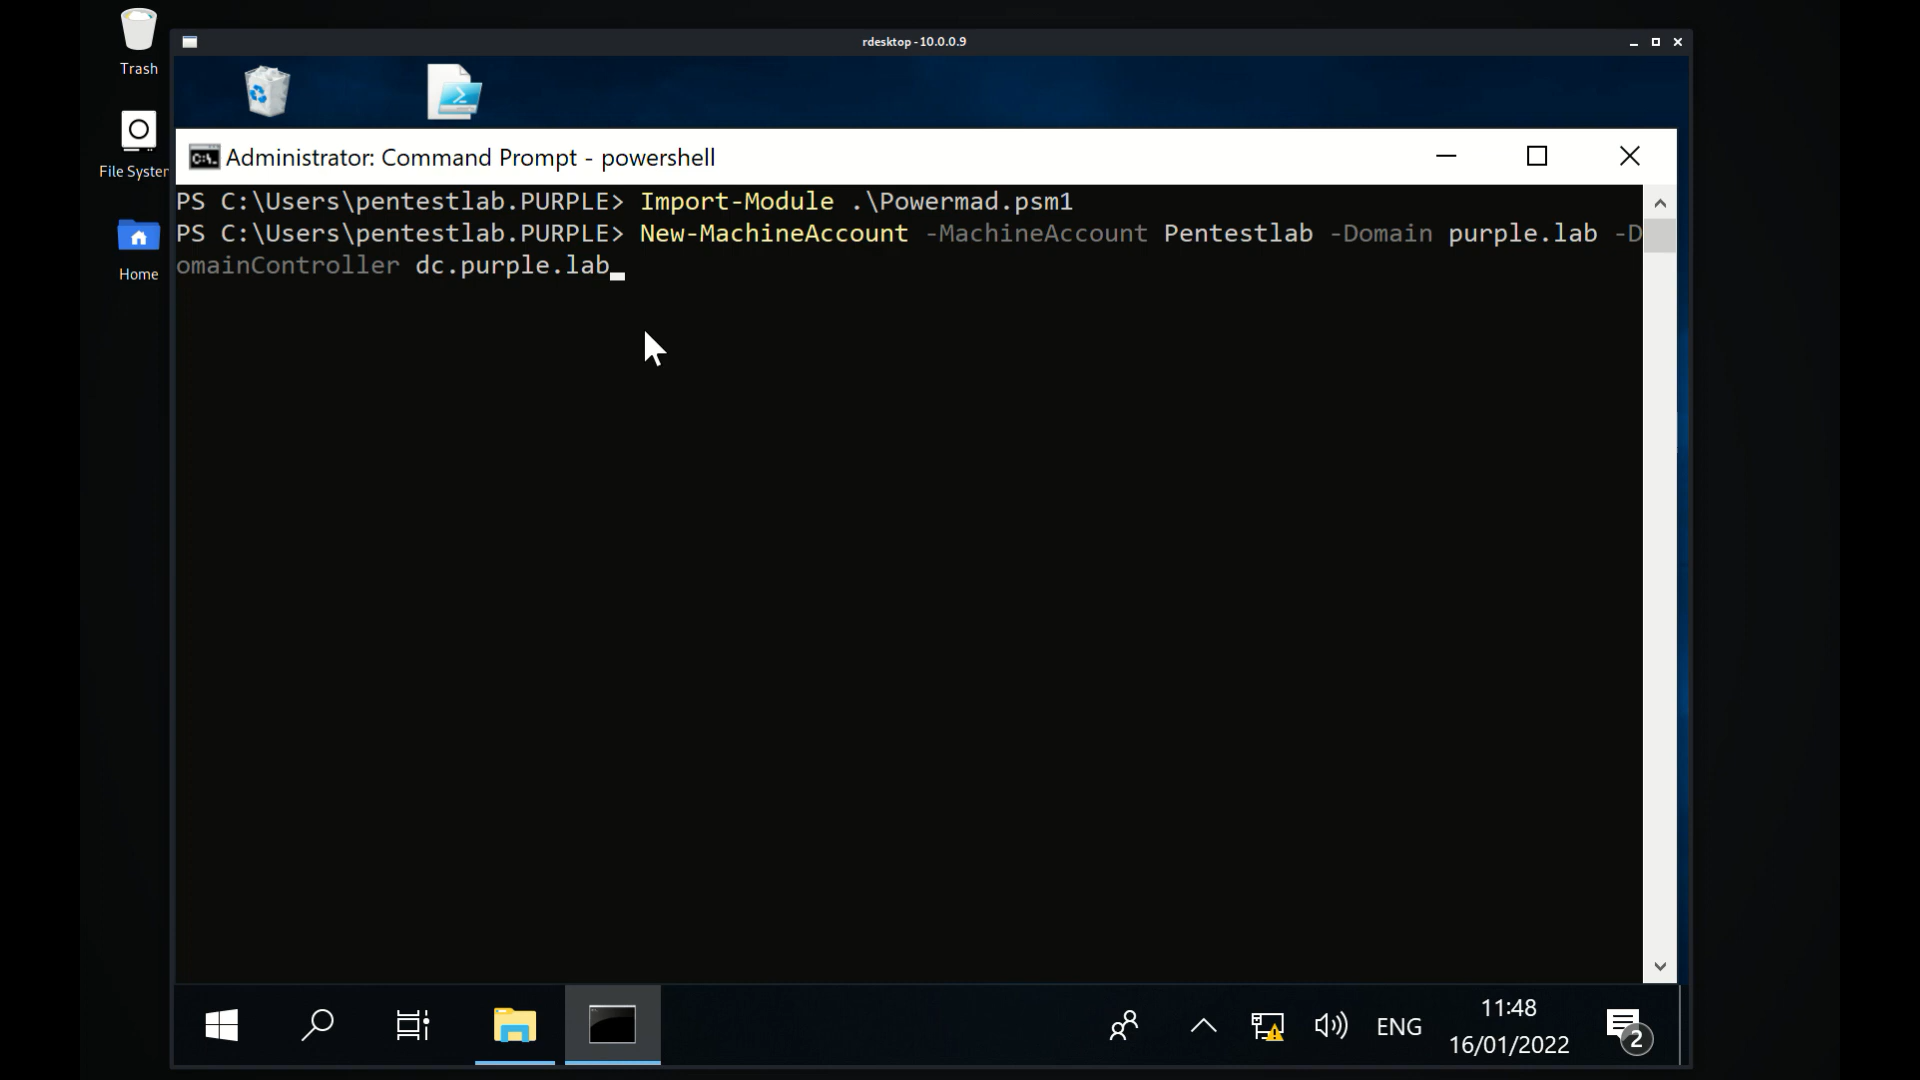 rdesktop - 10.0.0.9
Trash
File System
Home
Administrator: Command Prompt - powershell
PS C:\Users\pentestlab.PURPLE> Import-Module .\Powermad.psm1
PS C:\Users\pentestlab.PURPLE> New-MachineAccount -MachineAccount Pentestlab -Domain purple.lab -D
omainController dc.purple.lab
ENG
11:48
16/01/2022
2